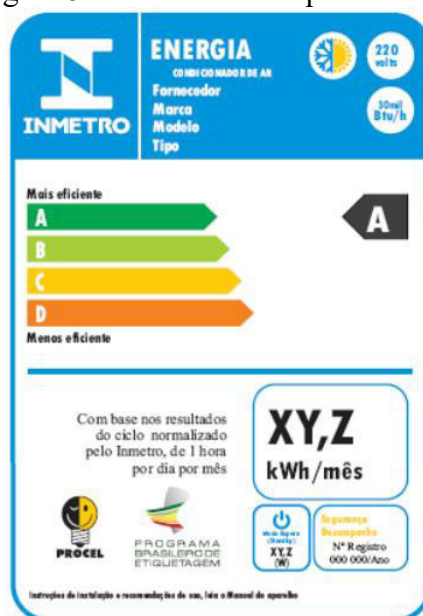 INMETRO
ENERGIA
CONDICIONADOR DE AR
Fornecedor
Marca
Modelo
Tipo
220
volts
30mil
Btu/h
Mais eficiente
A
B
C
D
Menos eficiente
A
Com base nos resultados
do ciclo normalizado
pelo Inmetro, de 1 hora
por dia por mês
XY,Z
kWh/mês
PROCEL
PROGRAMA
BRASILEIRO DE
ETIQUETAGEM
(Standby)
XY,Z
(W)
Segurança
Desempenho
Nº Registro
000 000/Ano
Instruções de instalação e recomendações de uso, leia o Manual do aparelho